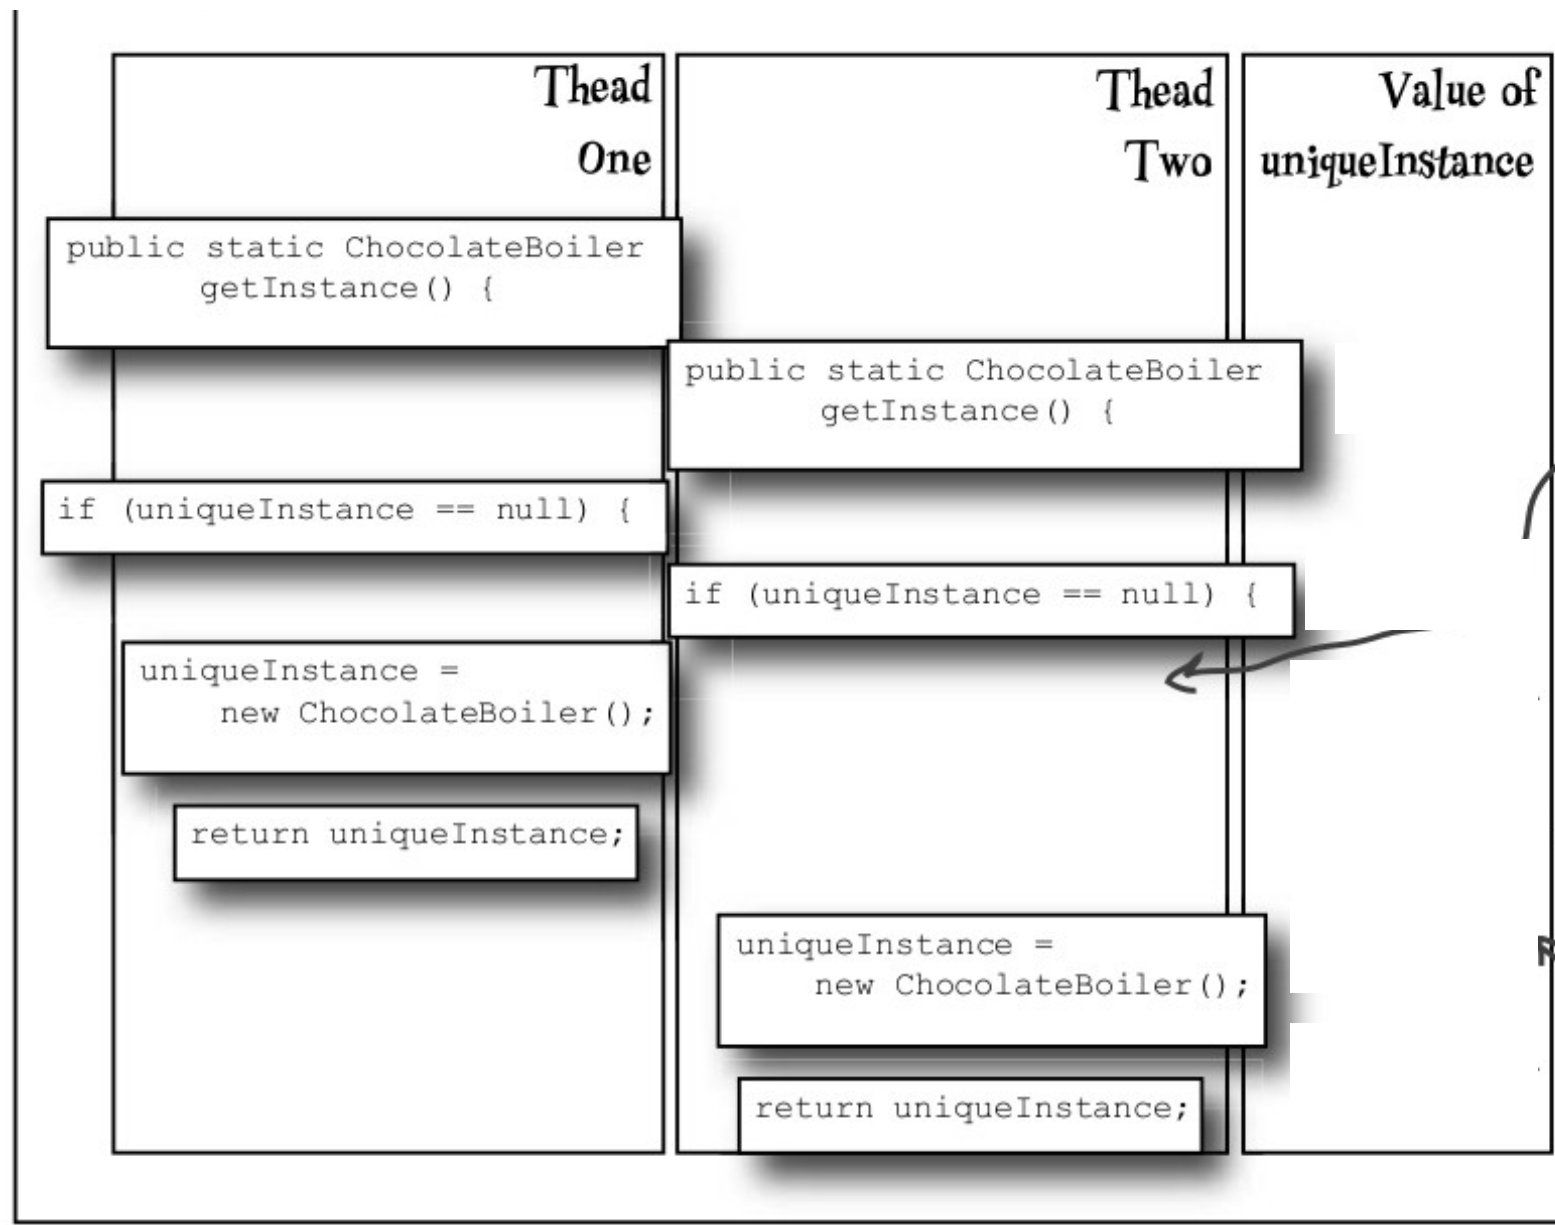 Thead
One
Thead
Two
Value of
uniqueInstance
public static ChocolateBoiler
getInstance() {
public static ChocolateBoiler
getInstance() {
if (uniqueInstance == null) {
if (uniqueInstance == null) {
uniqueInstance =
new ChocolateBoiler();
return uniqueInstance;
uniqueInstance =
new ChocolateBoiler();
return uniqueInstance;